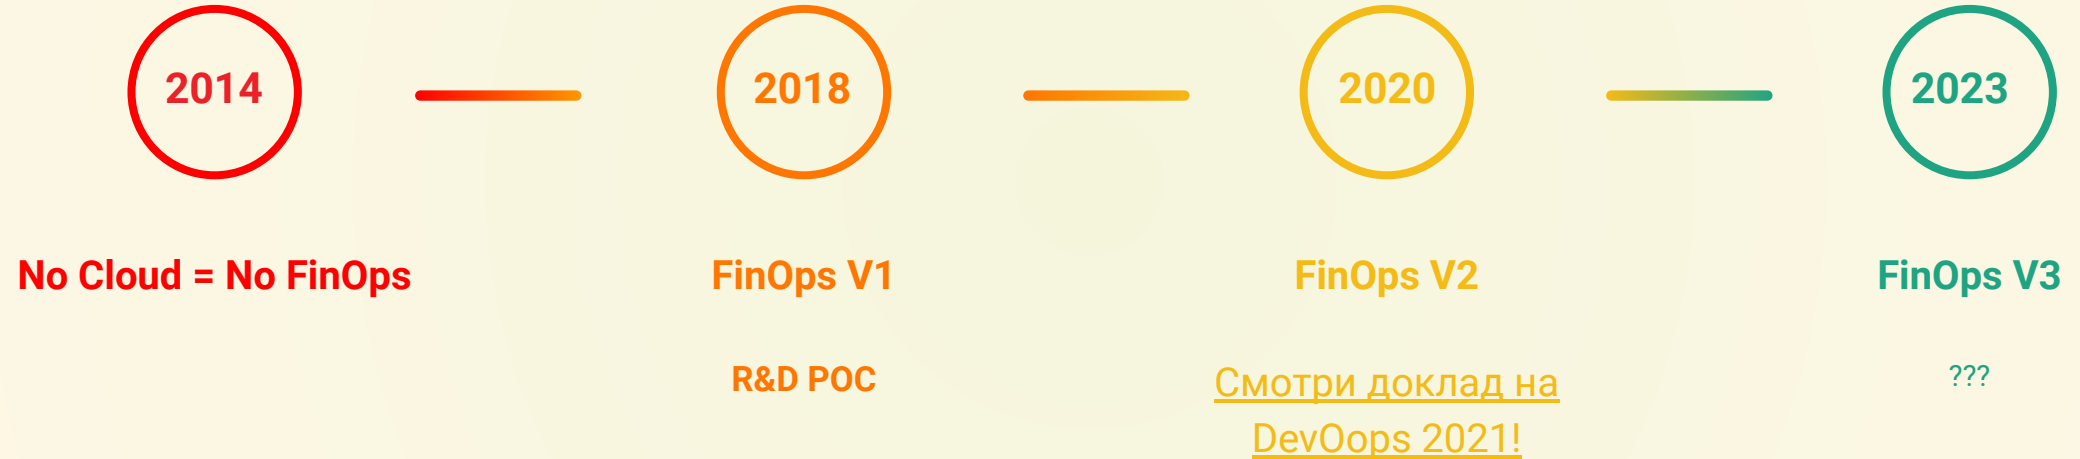 2014
2018
2020
2023
No Cloud = No FinOps
FinOps V1
FinOps V2
FinOps V3
R&D POC
Смотри доклад на
DevOops 2021!
???